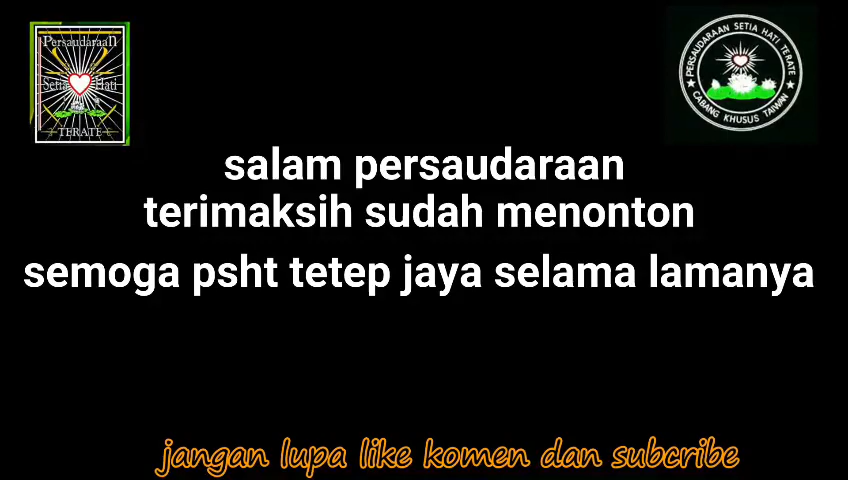 Persaudaraan
Setia Hati
TERATE
PERSAUDARAAN SETIA HATI TERATE
CABANG KHUSUS TAIWAN
salam persaudaraan
terimaksih sudah menonton
semoga psht tetep jaya selama lamanya
jangan lupa like komen dan subcribe